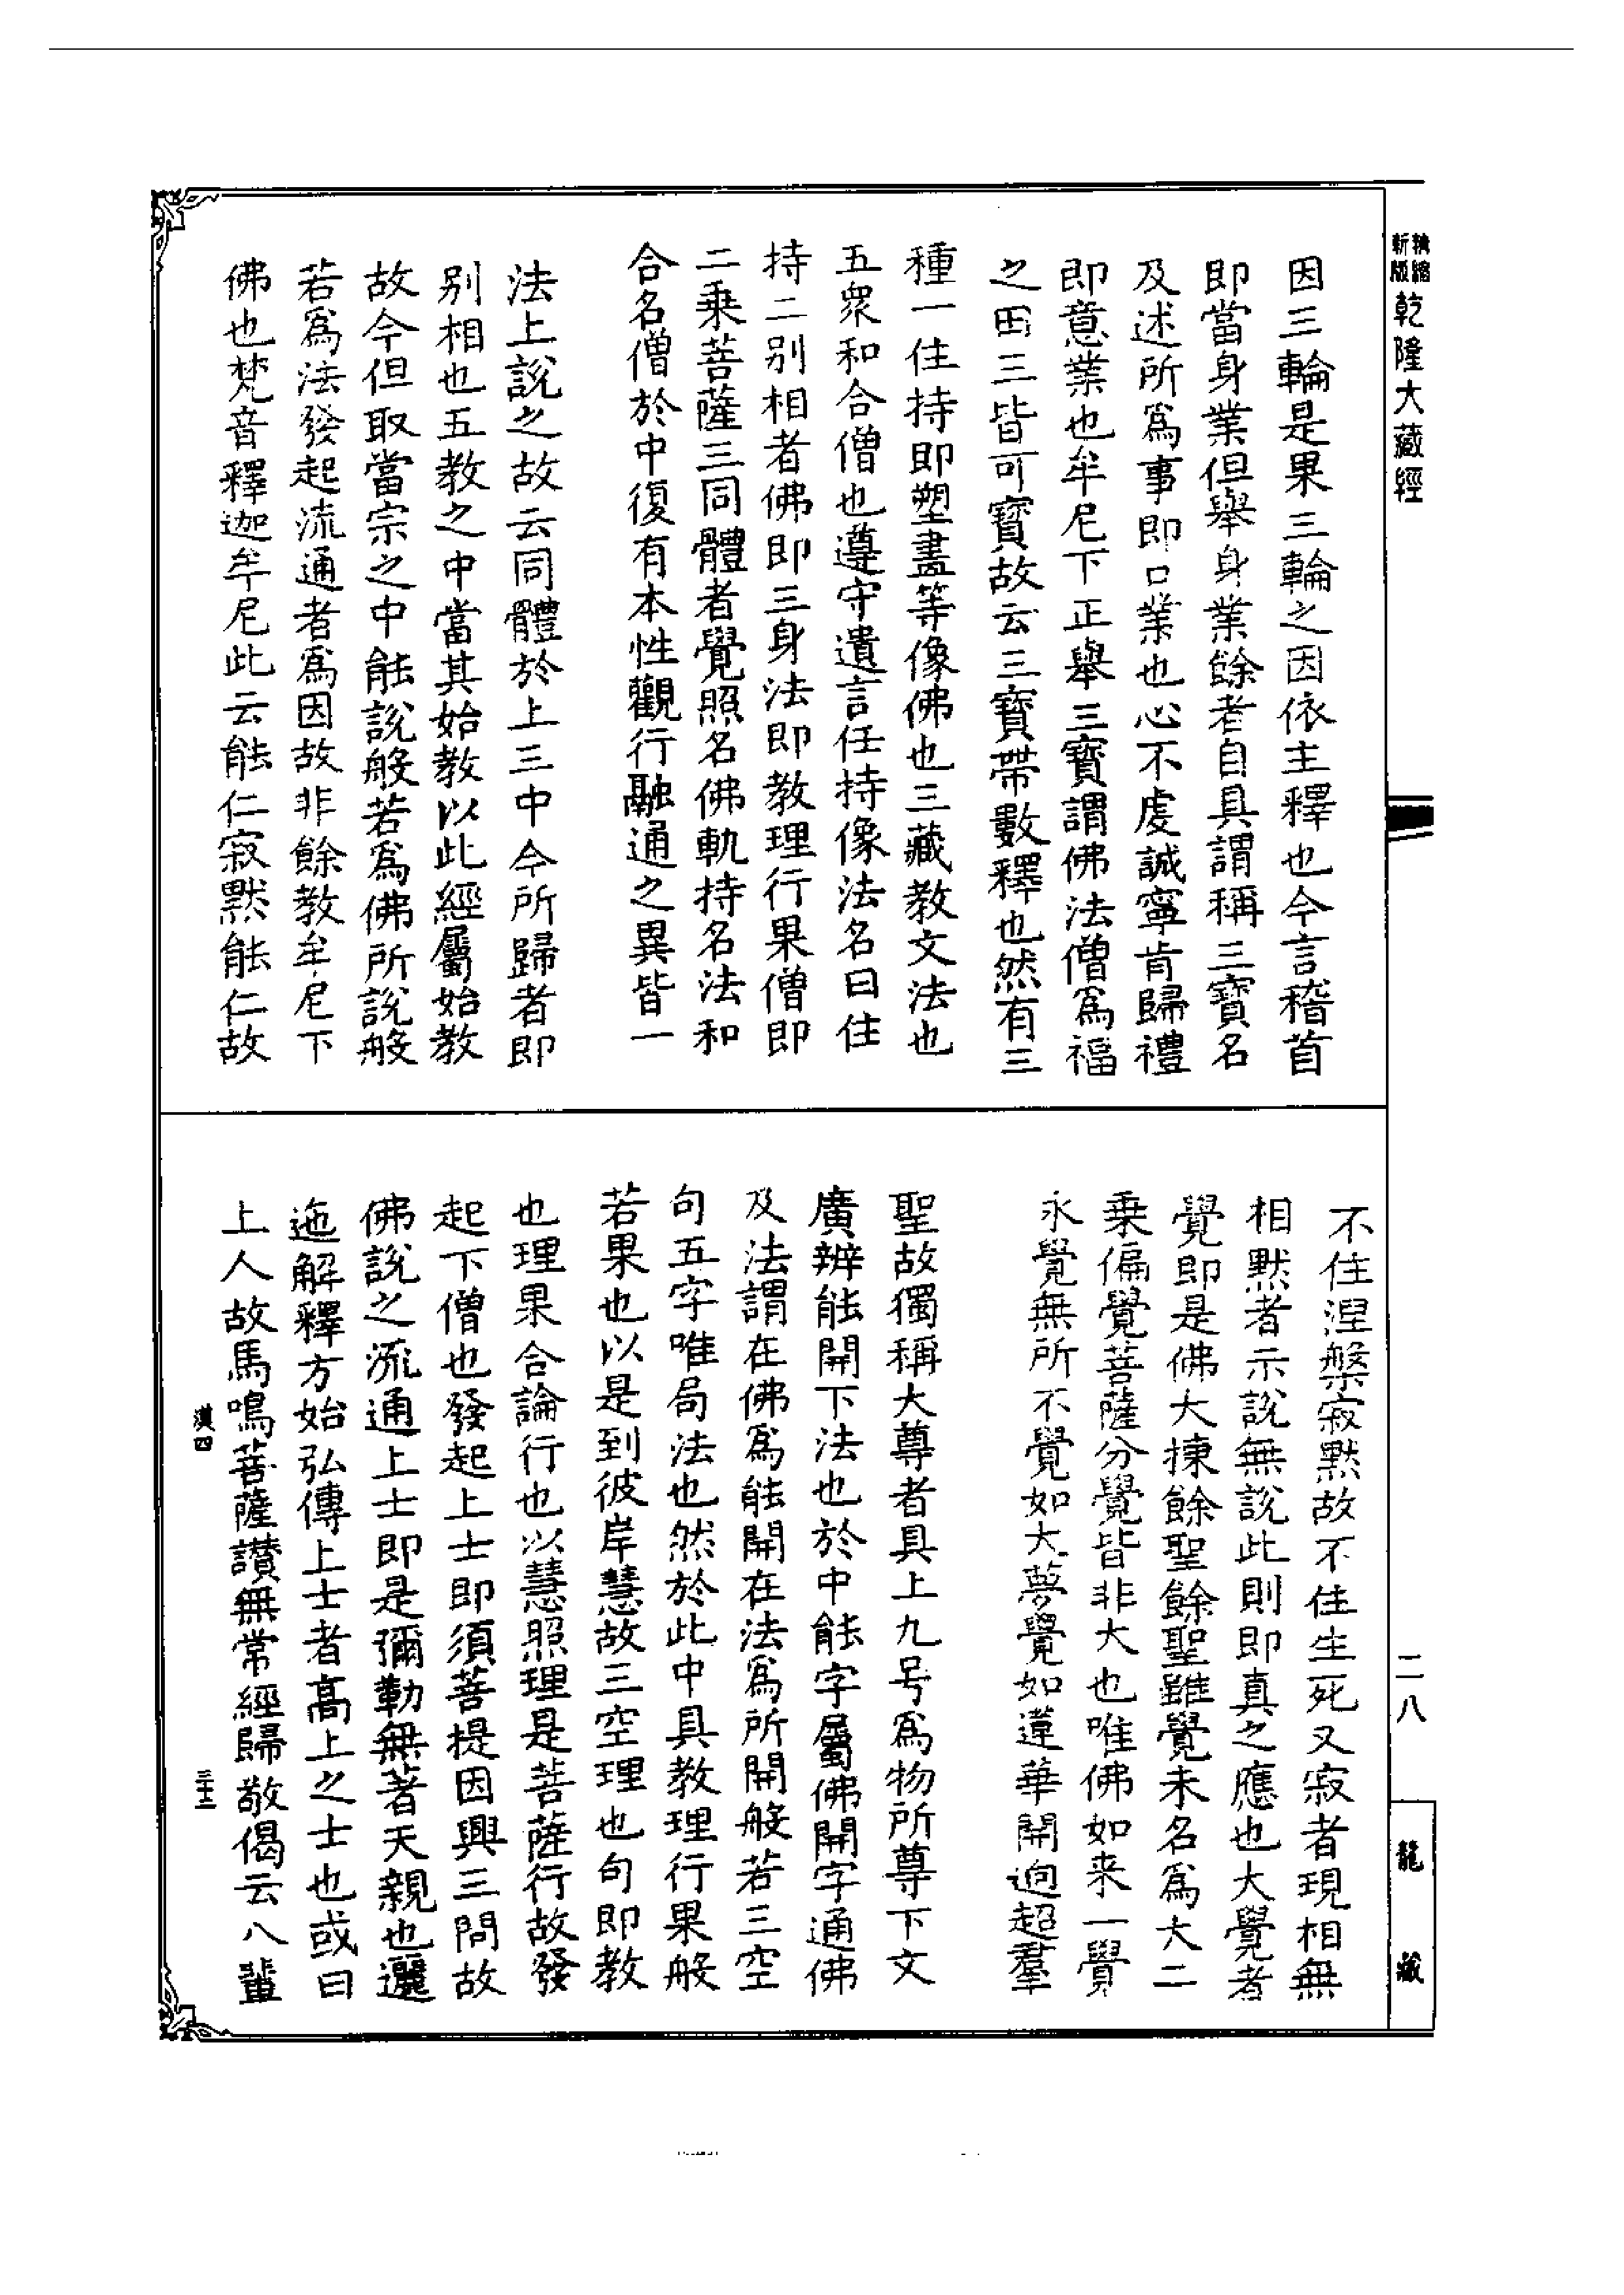 精縮新版乾隆大藏經
因三輪是果三輪之因依主釋也今言稽首
即當身業但舉身業餘者自具謂稱三寶名
及述所爲事即口業也心不虔誠寧肯歸禮
即意業也牟尼下正舉三寶謂佛法僧爲福
之田三皆可寶故云三寶帶數釋也然有三
種一住持即塑畫等像佛也三藏教文法也
五衆和合僧也遵守遺言任持像法名曰住
持二別相者佛即三身法即教理行果僧即
二乗菩薩三同體者覺照名佛軌持名法和
合名僧於中復有本性觀行融通之異皆一
法上說之故云同體於上三中今所歸者即
别相也五教之中當其始教以此經屬始教
故今但取當宗之中能說般若爲佛所說般
若爲法發起流通者爲因故非餘教牟尼下
佛也梵音釋迦牟尼此云能仁寂默能仁故
不住涅槃寂默故不住生死又寂者現相無
相默者示說無說此則即真之應也大覺者
覺即是佛大揀餘聖餘聖雖覺未名爲大二
乗偏覺菩薩分覺皆非大也唯佛如来一覺
永覺無所不覺如大夢覺如蓮華開逈超羣
聖故獨稱大尊者具上九号爲物所尊下文
廣辨能開下法也於中能字屬佛開字通佛
及法謂在佛爲能開在法爲所開般若三空
句五字唯局法也然於此中具教理行果般
若果也以是到彼岸慧故三空理也句即教
也理果合論行也以慧照理是菩薩行故發
起下僧也發起上士即須菩提因興三問故
佛說之流通上士即是彌勒無著天親也邐
迤解釋方始弘傳上士者高上之士也或曰
上人故馬鳴菩薩讃無常經歸敬偈云八輩
漢四
三十二
二八
龍藏